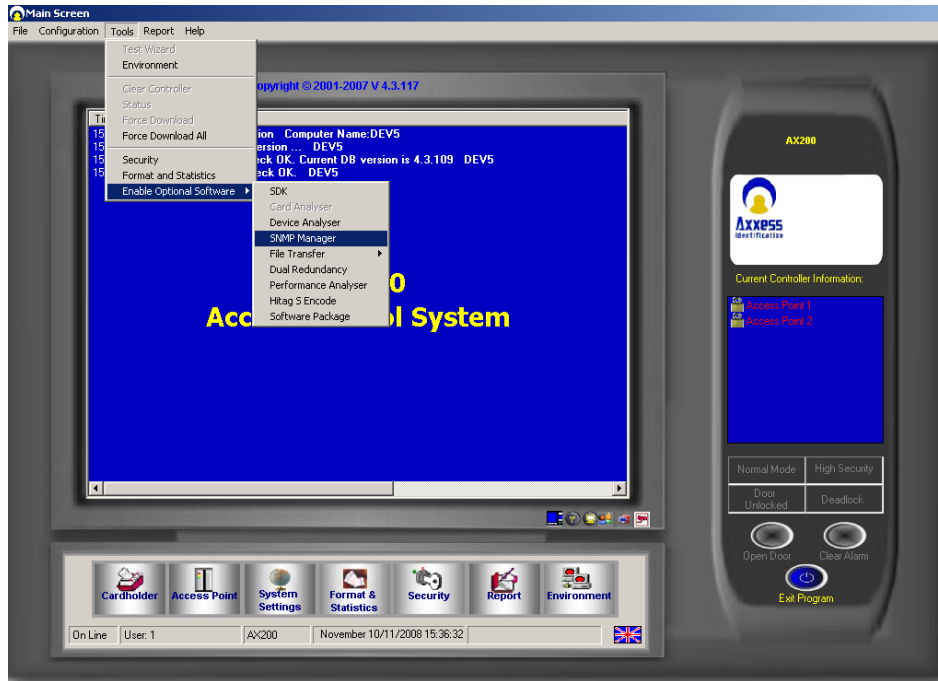 Main Screen
File Configuration Tools Report Help
Test Wizard
Environment
Clear Controller
Status
Force Download
Force Download All
Security
Format and Statistics
Enable Optional Software
SDK
Card Analyser
Device Analyser
SNMP Manager
File Transfer
Dual Redundancy
Performance Analyser
Hitag S Encode
Software Package
opyright © 2001-2007 V 4.3.117
Ti
15 ion Computer Name:DEV5
15 ersion ... DEV5
15 eck OK. Current DB version is 4.3.109 DEV5
15 eck OK. DEV5
0
Acc l System
AX200
Axxess
Identification
Current Controller Information:
Access Point 1
Access Point 2
Normal Mode High Security
Door Unlocked Deadlock
Open Door Clear Alarm
Exit Program
Cardholder Access Point System Settings Format & Statistics Security Report Environment
On Line User: 1 AX200 November 10/11/2008 15:36:32